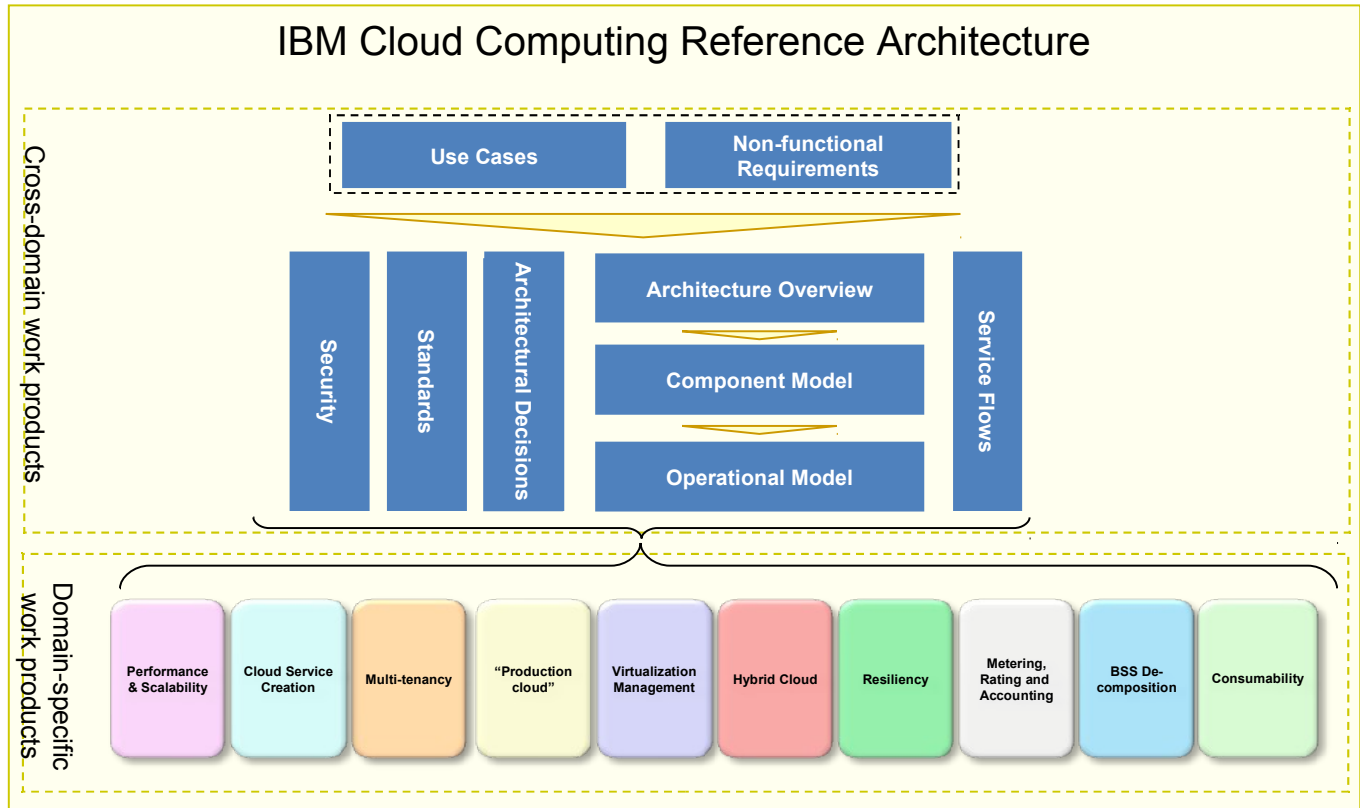 IBM Cloud Computing Reference Architecture
Cross-domain work products
Use Cases
Non-functional
Requirements
Security
Standards
Architectural Decisions
Architecture Overview
Component Model
Operational Model
Service Flows
Domain-specific
work products
Performance
& Scalability
Cloud Service
Creation
Multi-tenancy
“Production
cloud”
Virtualization
Management
Hybrid Cloud
Resiliency
Metering,
Rating and
Accounting
BSS De-
composition
Consumability